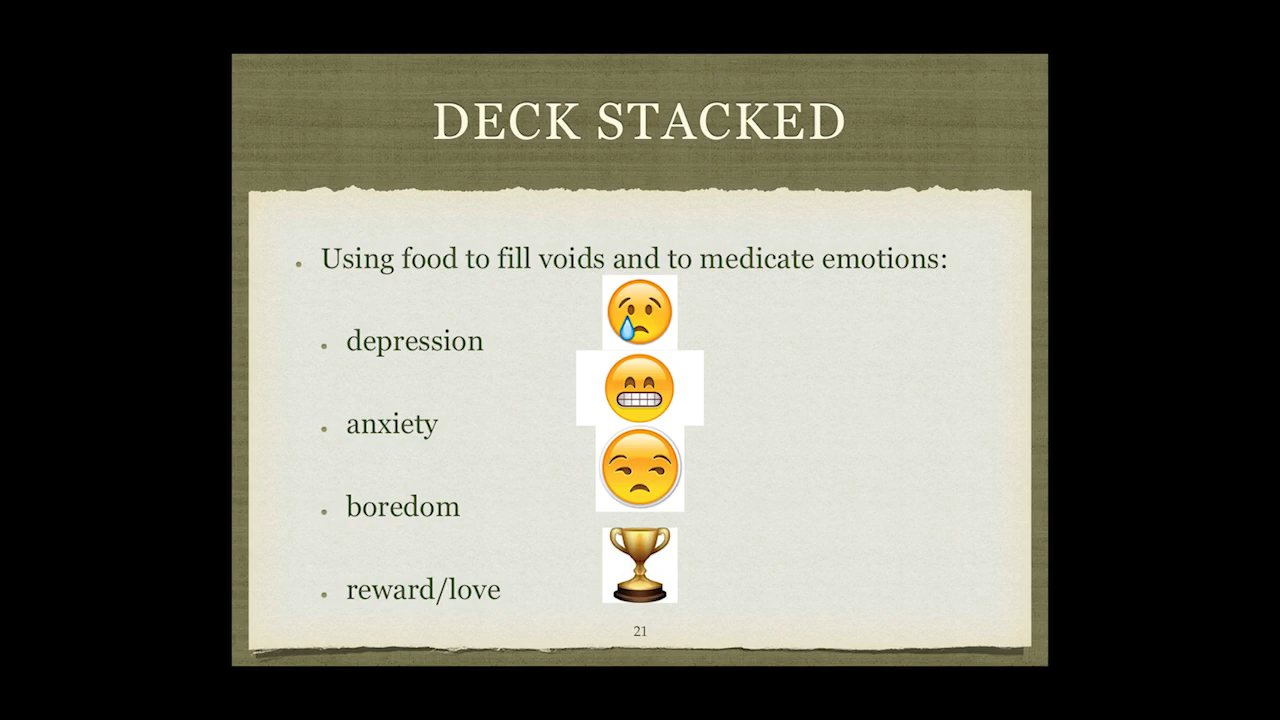 DECK STACKED
Using food to fill voids and to medicate emotions:
depression
anxiety
boredom
reward/love
21